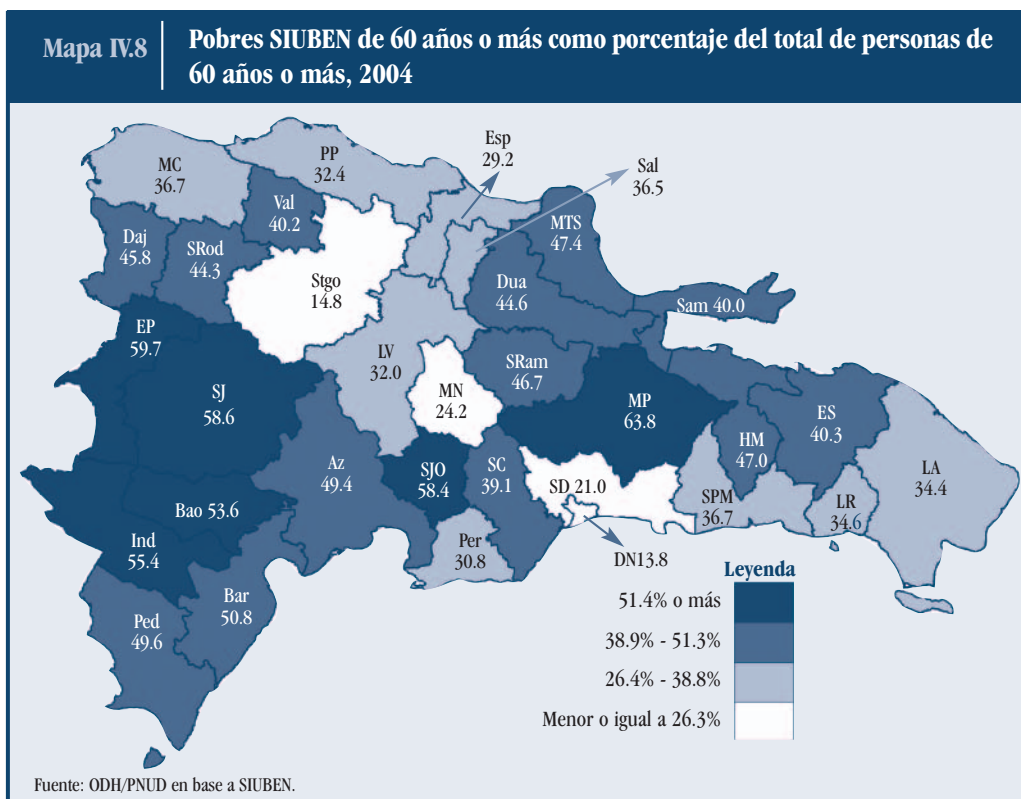 Mapa IV.8
Pobres SIUBEN de 60 años o más como porcentaje del total de personas de
60 años o más, 2004
Esp
29.2
Sal
36.5
PP
32.4
MC
36.7
Val
40.2
MTS
47.4
Daj
45.8
SRod
44.3
Stgo
14.8
Dua
44.6
Sam 40.0
EP
59.7
LV
32.0
SRam
46.7
MN
24.2
SJ
58.6
MP
63.8
ES
40.3
HM
47.0
LA
34.4
Az
49.4
SJO
58.4
SC
39.1
SD 21.0
SPM
36.7
LR
34.6
Bao 53.6
Ind
55.4
Per
30.8
DN13.8
Bar
50.8
Ped
49.6
Leyenda
51.4% o más
38.9% - 51.3%
26.4% - 38.8%
Menor o igual a 26.3%
Fuente: ODH/PNUD en base a SIUBEN.